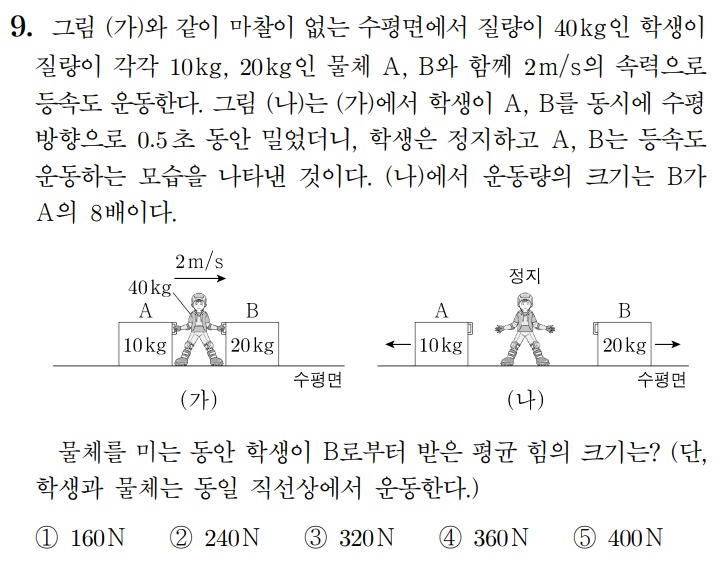 9. 그림 (가)와 같이 마찰이 없는 수평면에서 질량이 40kg인 학생이
질량이 각각 10kg, 20kg인 물체 A, B와 함께 2m/s의 속력으로
등속도 운동한다. 그림 (나)는 (가)에서 학생이 A, B를 동시에 수평
방향으로 0.5초 동안 밀었더니, 학생은 정지하고 A, B는 등속도
운동하는 모습을 나타낸 것이다. (나)에서 운동량의 크기는 B가
A의 8배이다.
2m/s
40kg
A
B
10kg
20kg
수평면
(가)
정지
A
B
10kg
20kg
수평면
(나)
물체를 미는 동안 학생이 B로부터 받은 평균 힘의 크기는? (단,
학생과 물체는 동일 직선상에서 운동한다.)
① 160N ② 240N ③ 320N ④ 360N ⑤ 400N